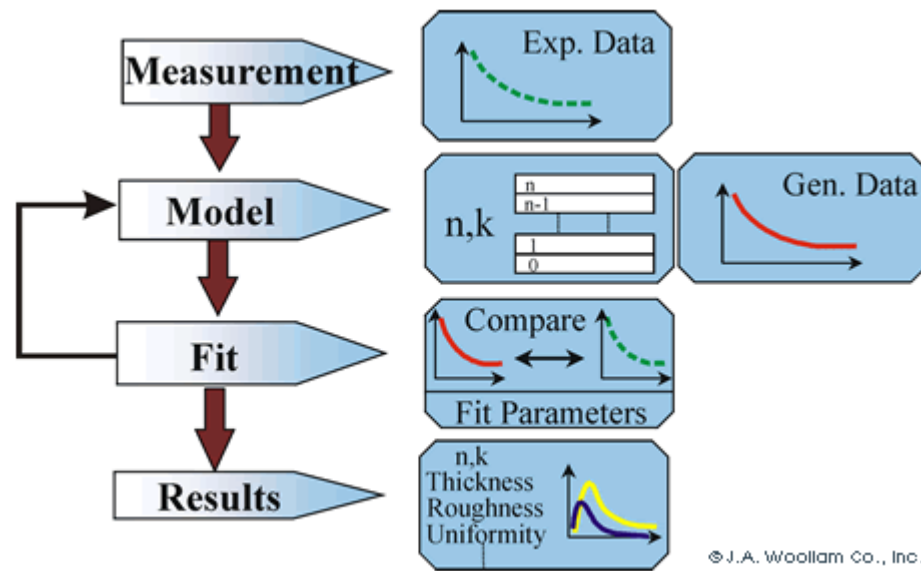 Measurement
Exp. Data
Model
n,k
n
n-1
1
0
Gen. Data
Fit
Compare
Fit Parameters
Results
n,k
Thickness
Roughness
Uniformity
©J.A. Woollam Co., Inc